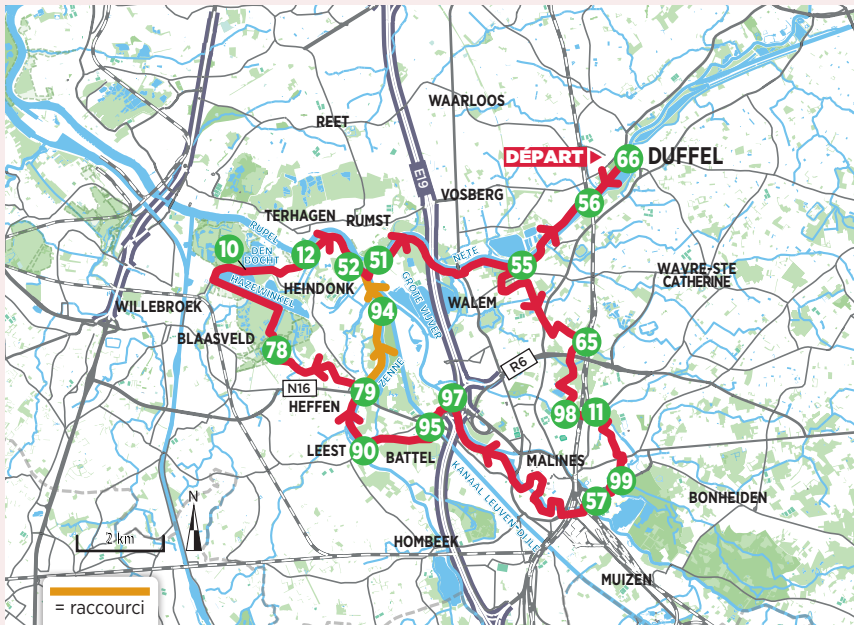 WAARLOOS
REET
E19
DÉPART
66
DUFFEL
VOSBERG
56
TERHAGEN
RUMST
RUPEL
10
DEN
BOCHT
12
52
51
NETE
55
WAVRE-STE
CATHERINE
HAZEWINKEL
HEINDONK
GROTE VIJVER
WALEM
WILLEBROEK
94
BLAASVELD
78
65
ZENNE
R6
N16
79
HEFFEN
97
98
11
95
LEEST
90
BATTEL
MALINES
KANAAL LEUVEN-DIJLE
99
57
BONHEIDEN
N
2 km
HOMBEEK
MUIZEN
= raccourci